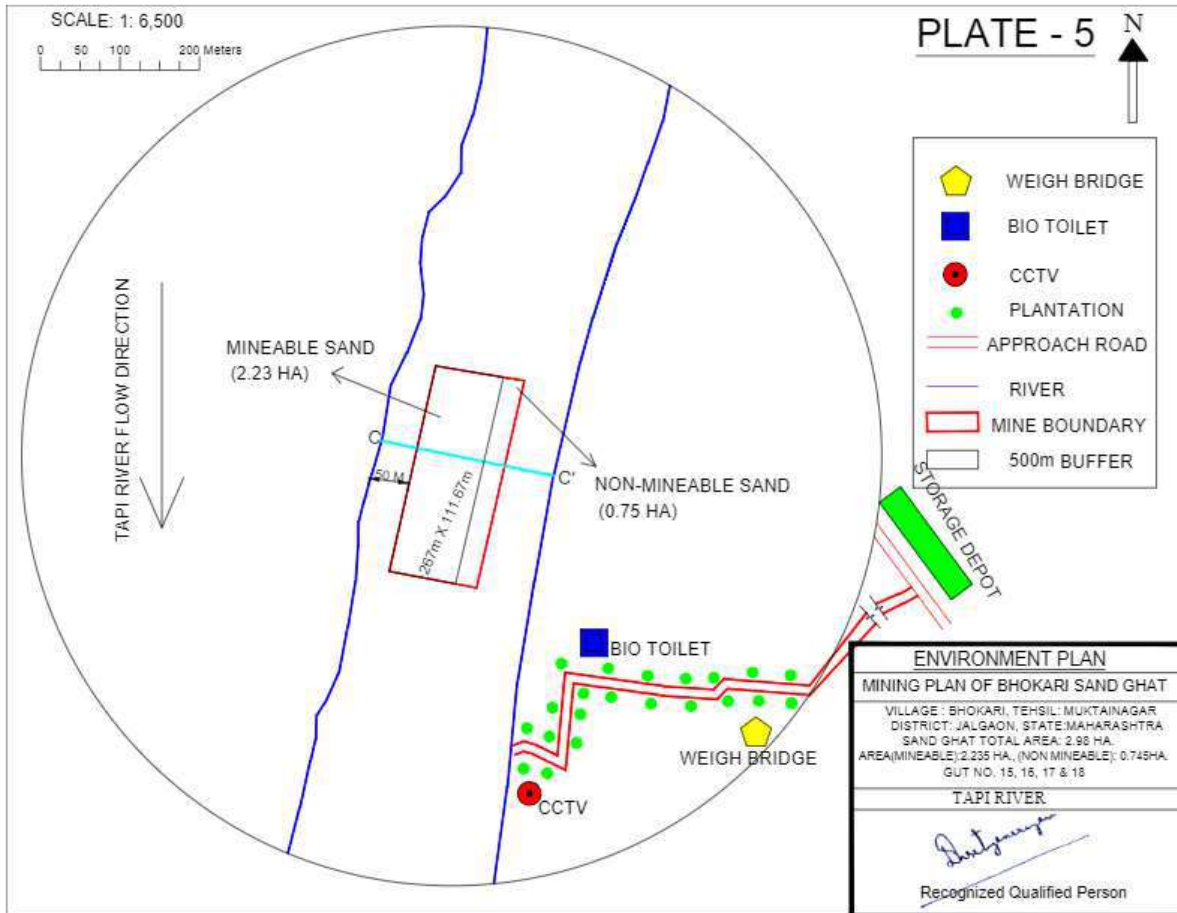 SCALE: 1: 6,500
0 50 100 200 Meters
PLATE - 5
N
WEIGH BRIDGE
BIO TOILET
CCTV
PLANTATION
APPROACH ROAD
RIVER
MINE BOUNDARY
500m BUFFER
TAPI RIVER FLOW DIRECTION
MINEABLE SAND
(2.23 HA)
C
C'
50 M
NON-MINEABLE SAND
(0.75 HA)
267m X 111.67m
STORAGE DEPOT
BIO TOILET
WEIGH BRIDGE
CCTV
ENVIRONMENT PLAN
MINING PLAN OF BHOKARI SAND GHAT
VILLAGE : BHOKARI, TEHSIL: MUKTAINAGAR
DISTRICT: JALGAON, STATE:MAHARASHTRA
SAND GHAT TOTAL AREA: 2.98 HA.
AREA(MINEABLE):2.235 HA., (NON MINEABLE): 0.745HA.
GUT NO. 15, 16, 17 & 18
TAPI RIVER
Recognized Qualified Person